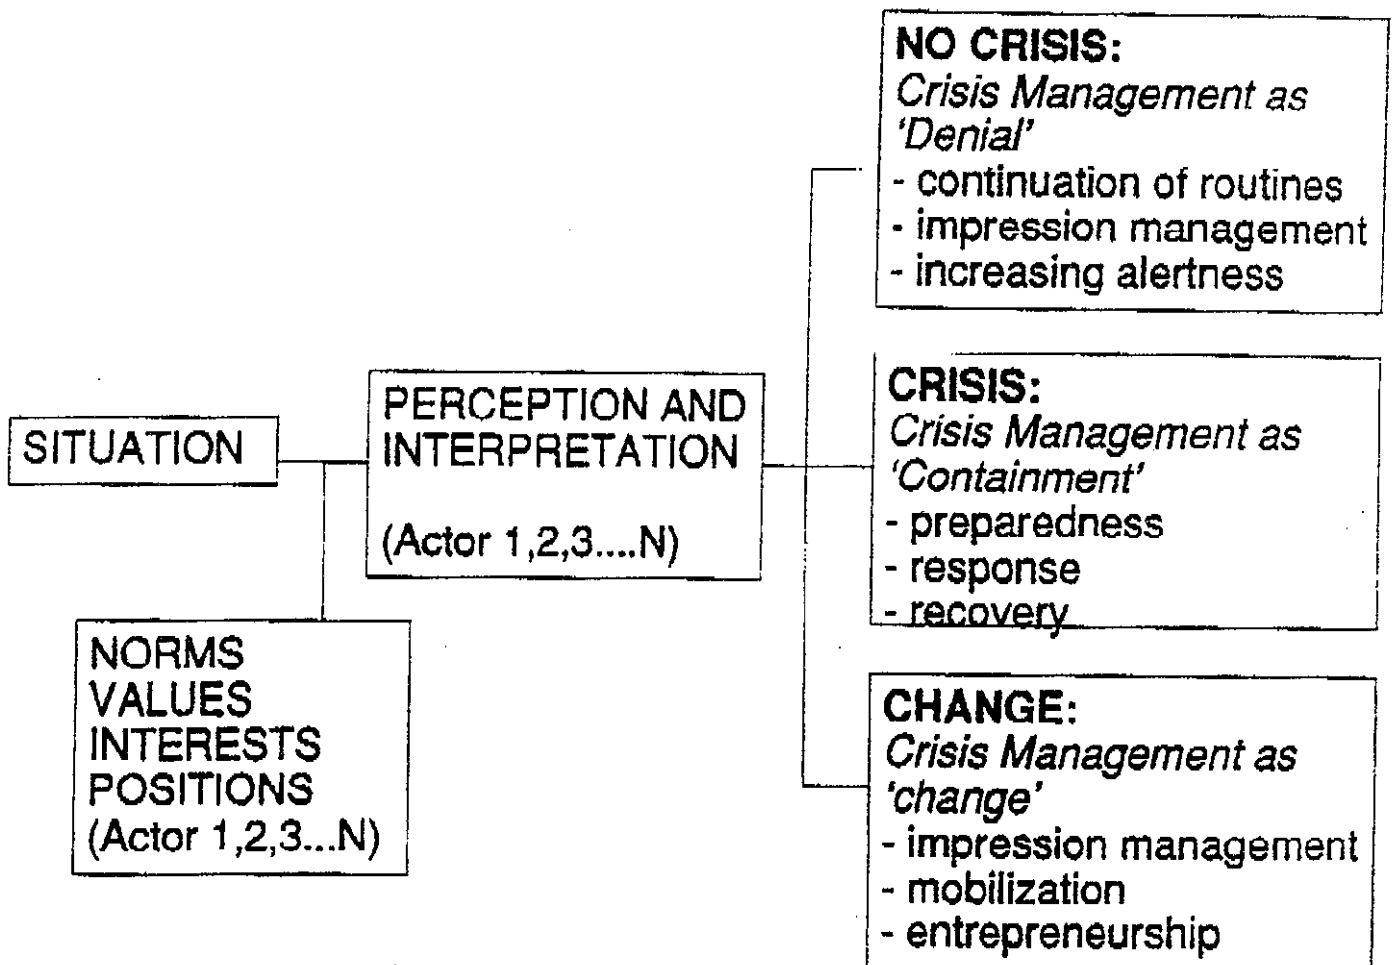 SITUATION
NORMS
VALUES
INTERESTS
POSITIONS
(Actor 1,2,3...N)
PERCEPTION AND
INTERPRETATION
(Actor 1,2,3....N)
NO CRISIS:
Crisis Management as
'Denial'
- continuation of routines
- impression management
- increasing alertness
CRISIS:
Crisis Management as
'Containment'
- preparedness
- response
- recovery
CHANGE:
Crisis Management as
'change'
- impression management
- mobilization
- entrepreneurship